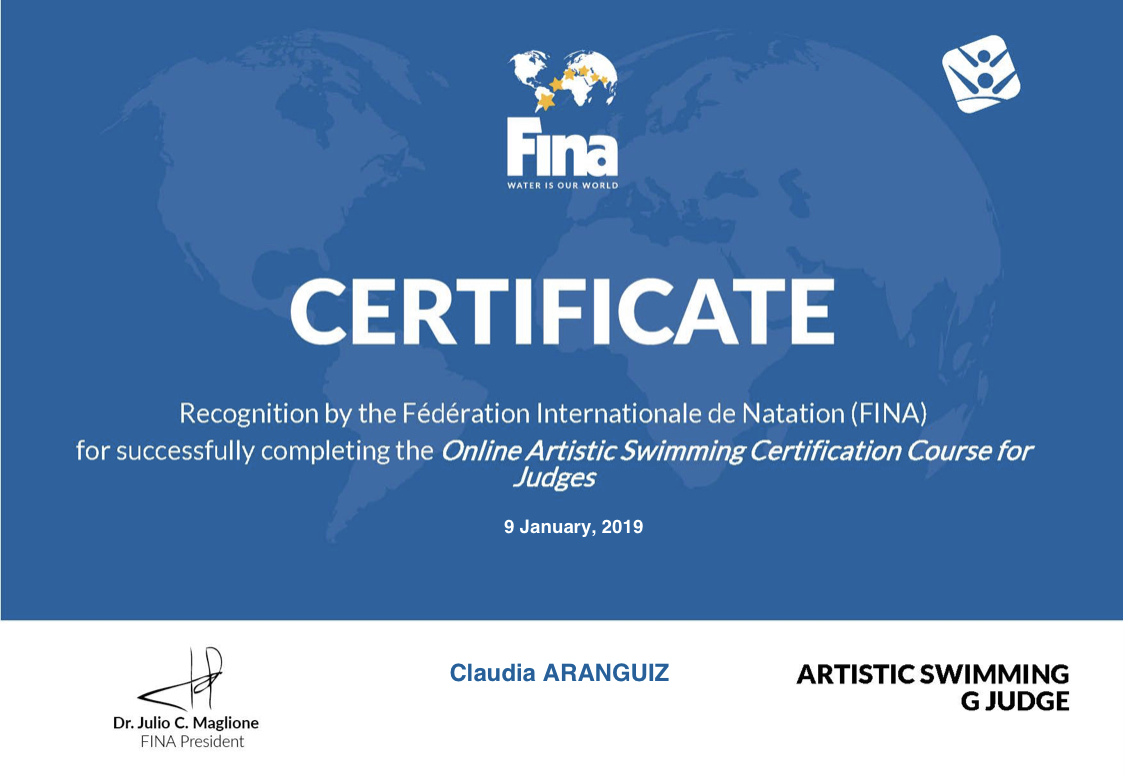 Fina
WATER IS OUR WORLD
CERTIFICATE
Recognition by the Fédération Internationale de Natation (FINA)
for successfully completing the Online Artistic Swimming Certification Course for
Judges
9 January, 2019
Claudia ARANGUIZ
ARTISTIC SWIMMING
G JUDGE
Dr. Julio C. Maglione
FINA President